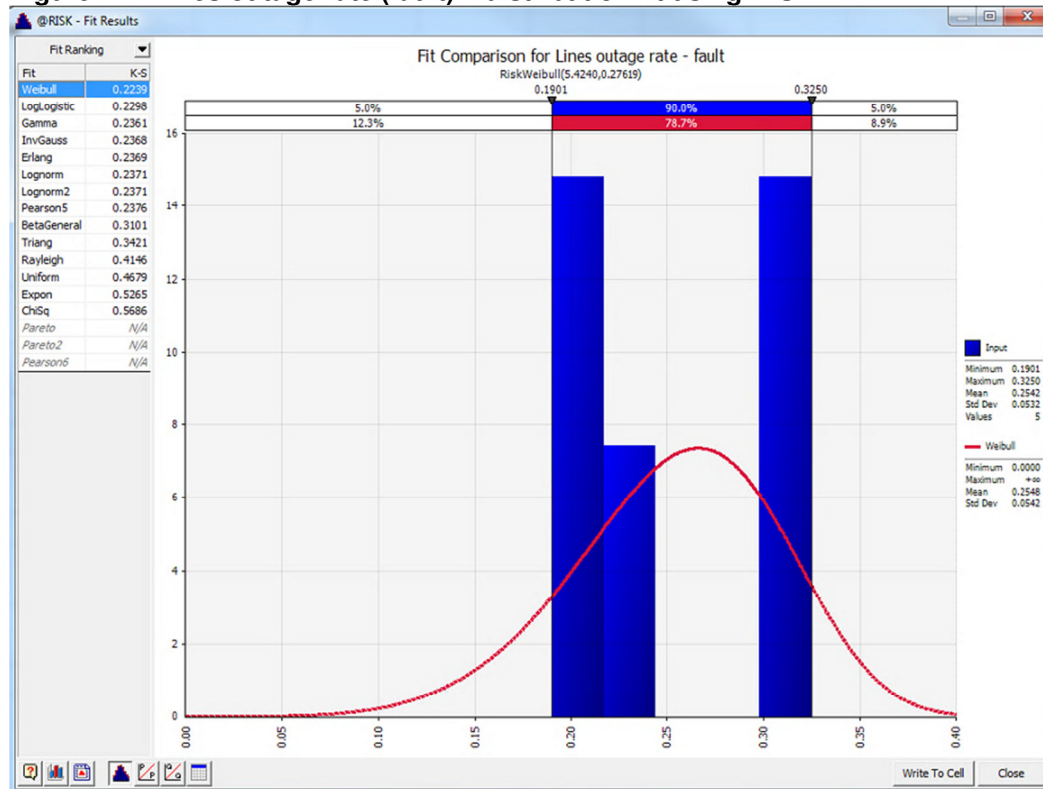 @RISK - Fit Results
Fit Ranking
Fit K-S
Weibull 0.2239
LogLogistic 0.2298
Gamma 0.2361
InvGauss 0.2368
Erlang 0.2369
Lognorm 0.2371
Lognorm2 0.2371
Pearson5 0.2376
BetaGeneral 0.3101
Triang 0.3421
Rayleigh 0.4146
Uniform 0.4679
Expon 0.5265
ChiSq 0.5686
Pareto N/A
Pareto2 N/A
Pearson6 N/A
Fit Comparison for Lines outage rate - fault
RiskWeibull(5.4240,0.27619)
0.1901 0.3250
5.0% 90.0% 5.0%
12.3% 78.7% 8.9%
16
14
12
10
8
6
4
2
0
0.00 0.05 0.10 0.15 0.20 0.25 0.30 0.35 0.40
Input
Minimum 0.1901
Maximum 0.3250
Mean 0.2542
Std Dev 0.0532
Values 5
Weibull
Minimum 0.0000
Maximum +∞
Mean 0.2548
Std Dev 0.0542
Write To Cell Close